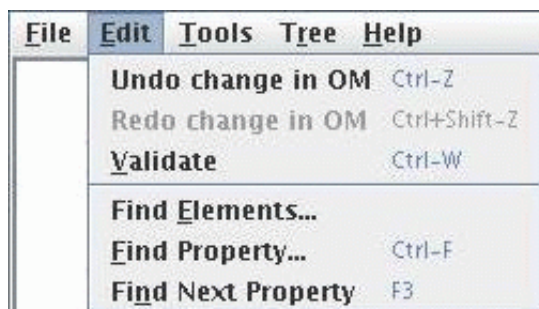 File Edit Tools Tree Help
Undo change in OM Ctrl-Z
Redo change in OM Ctrl+Shift-Z
Validate Ctrl-W
Find Elements...
Find Property... Ctrl-F
Find Next Property F3